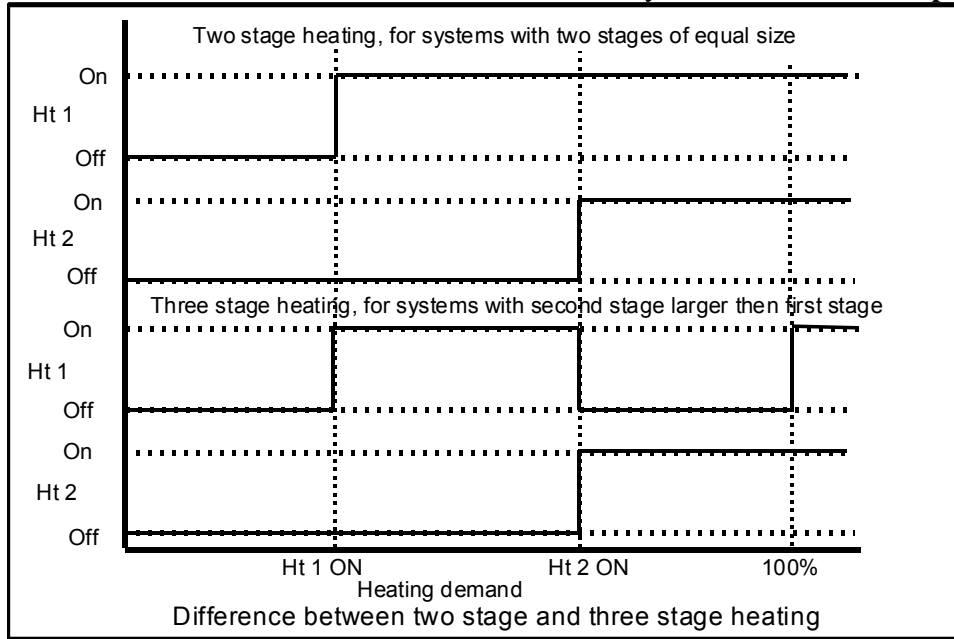 Two stage heating, for systems with two stages of equal size
On
Ht 1
Off
On
Ht 2
Off
Three stage heating, for systems with second stage larger then first stage
On
Ht 1
Off
On
Ht 2
Off
Ht 1 ON
Ht 2 ON
100%
Heating demand
Difference between two stage and three stage heating